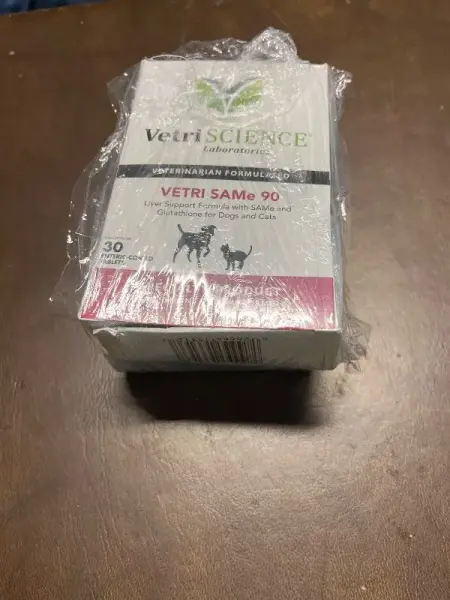 VetriSCIENCE
Laboratories
VETERINARIAN FORMULATED
VETRI SAMe 90
Liver Support Formula with SAMe and
Glutathione for Dogs and Cats
30
ENTERIC-COATED
TABLETS